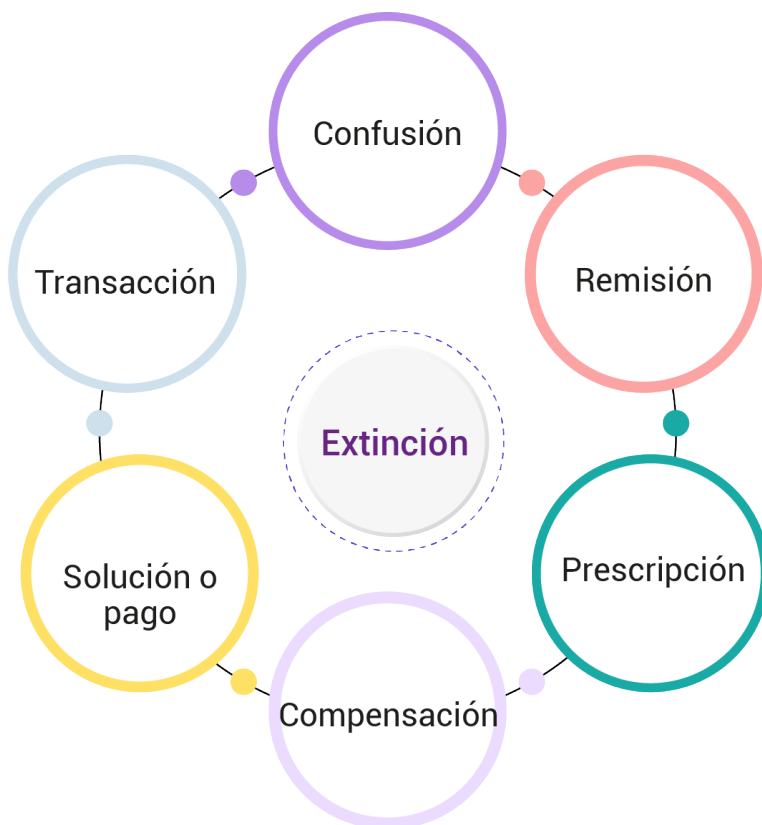 Confusión
Transacción
Remisión
Extinción
Solución o
pago
Prescripción
Compensación